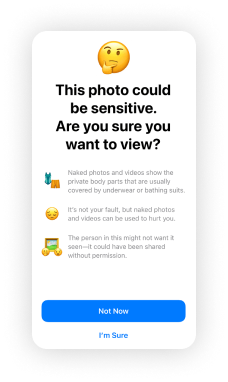 This photo could
be sensitive.
Are you sure you
want to view?
Naked photos and videos show the
private body parts that are usually
covered by underwear or bathing suits.
It's not your fault, but naked photos
and videos can be used to hurt you.
The person in this might not want it
seen—it could have been shared
without permission.
Not Now
I'm Sure